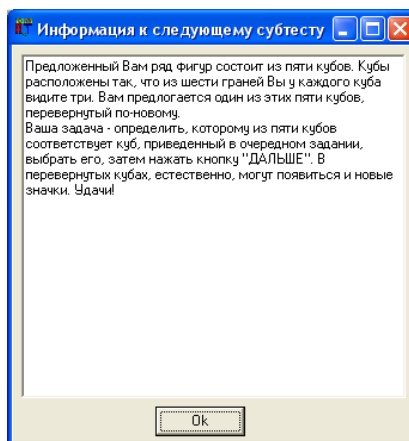 Информация к следующему субтесту
Предложенный Вам ряд фигур состоит из пяти кубов. Кубы
расположены так, что из шести граней Вы у каждого куба
видите три. Вам предлогается один из этих пяти кубов,
перевернутый по-новому.
Ваша задача - определить, которому из пяти кубов
соответствует куб, приведенный в очередном задании,
выбрать его, затем нажать кнопку "ДАЛЬШЕ". В
перевернутых кубах, естественно, могут появиться и новые
значки. Удачи!
Ok